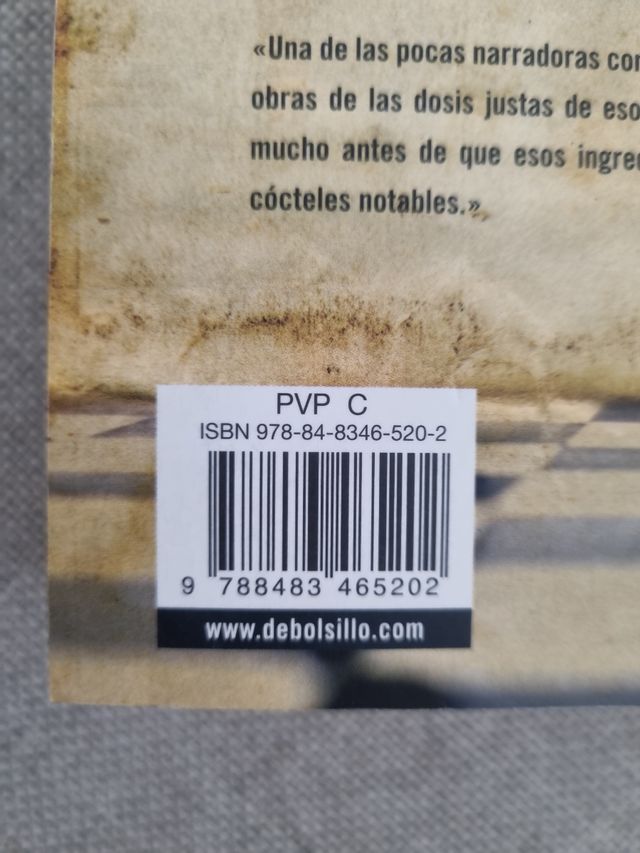 «Una de las pocas narradoras
obras de las dosis justas de
mucho antes de que esos
cócteles notables.»
PVP C
ISBN 978-84-8346-520-2
9 788483 465202
www.debolsillo.com